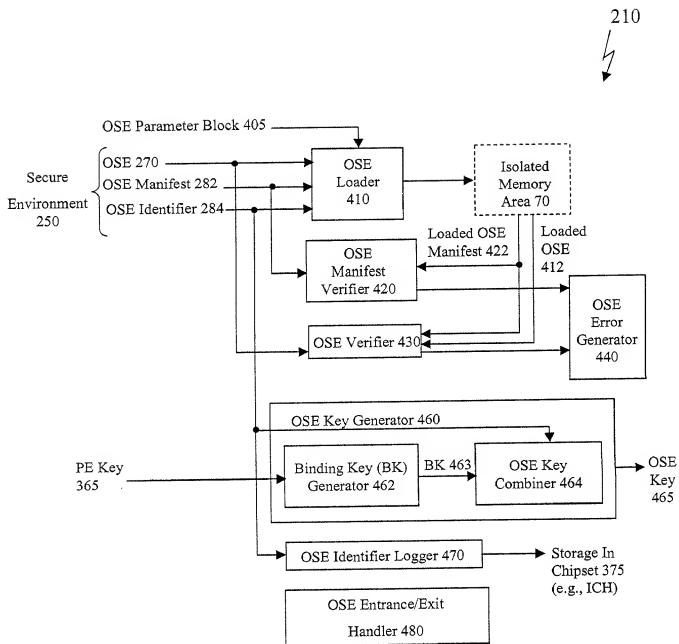 210
OSE Parameter Block 405
Secure
Environment
250
OSE 270
OSE Manifest 282
OSE Identifier 284
OSE
Loader
410
Isolated
Memory
Area 70
Loaded OSE
Manifest 422
Loaded
OSE
412
OSE
Manifest
Verifier 420
OSE Verifier 430
OSE
Error
Generator
440
OSE Key Generator 460
PE Key
365
Binding Key (BK)
Generator 462
BK 463
OSE Key
Combiner 464
OSE
Key
465
OSE Identifier Logger 470
Storage In
Chipset 375
(e.g., ICH)
OSE Entrance/Exit
Handler 480